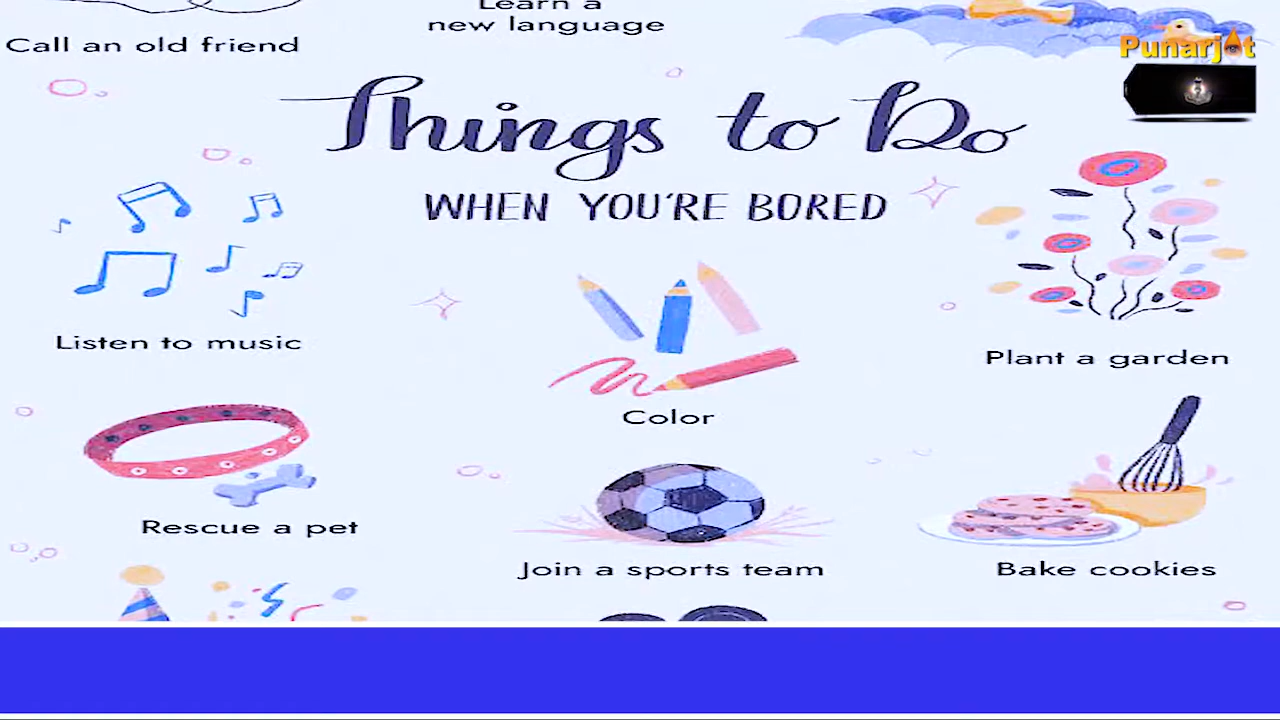 Call an old friend
Learn a
new language
Punarjot
Things to Do
WHEN YOU'RE BORED
Listen to music
Color
Plant a garden
Rescue a pet
Join a sports team
Bake cookies